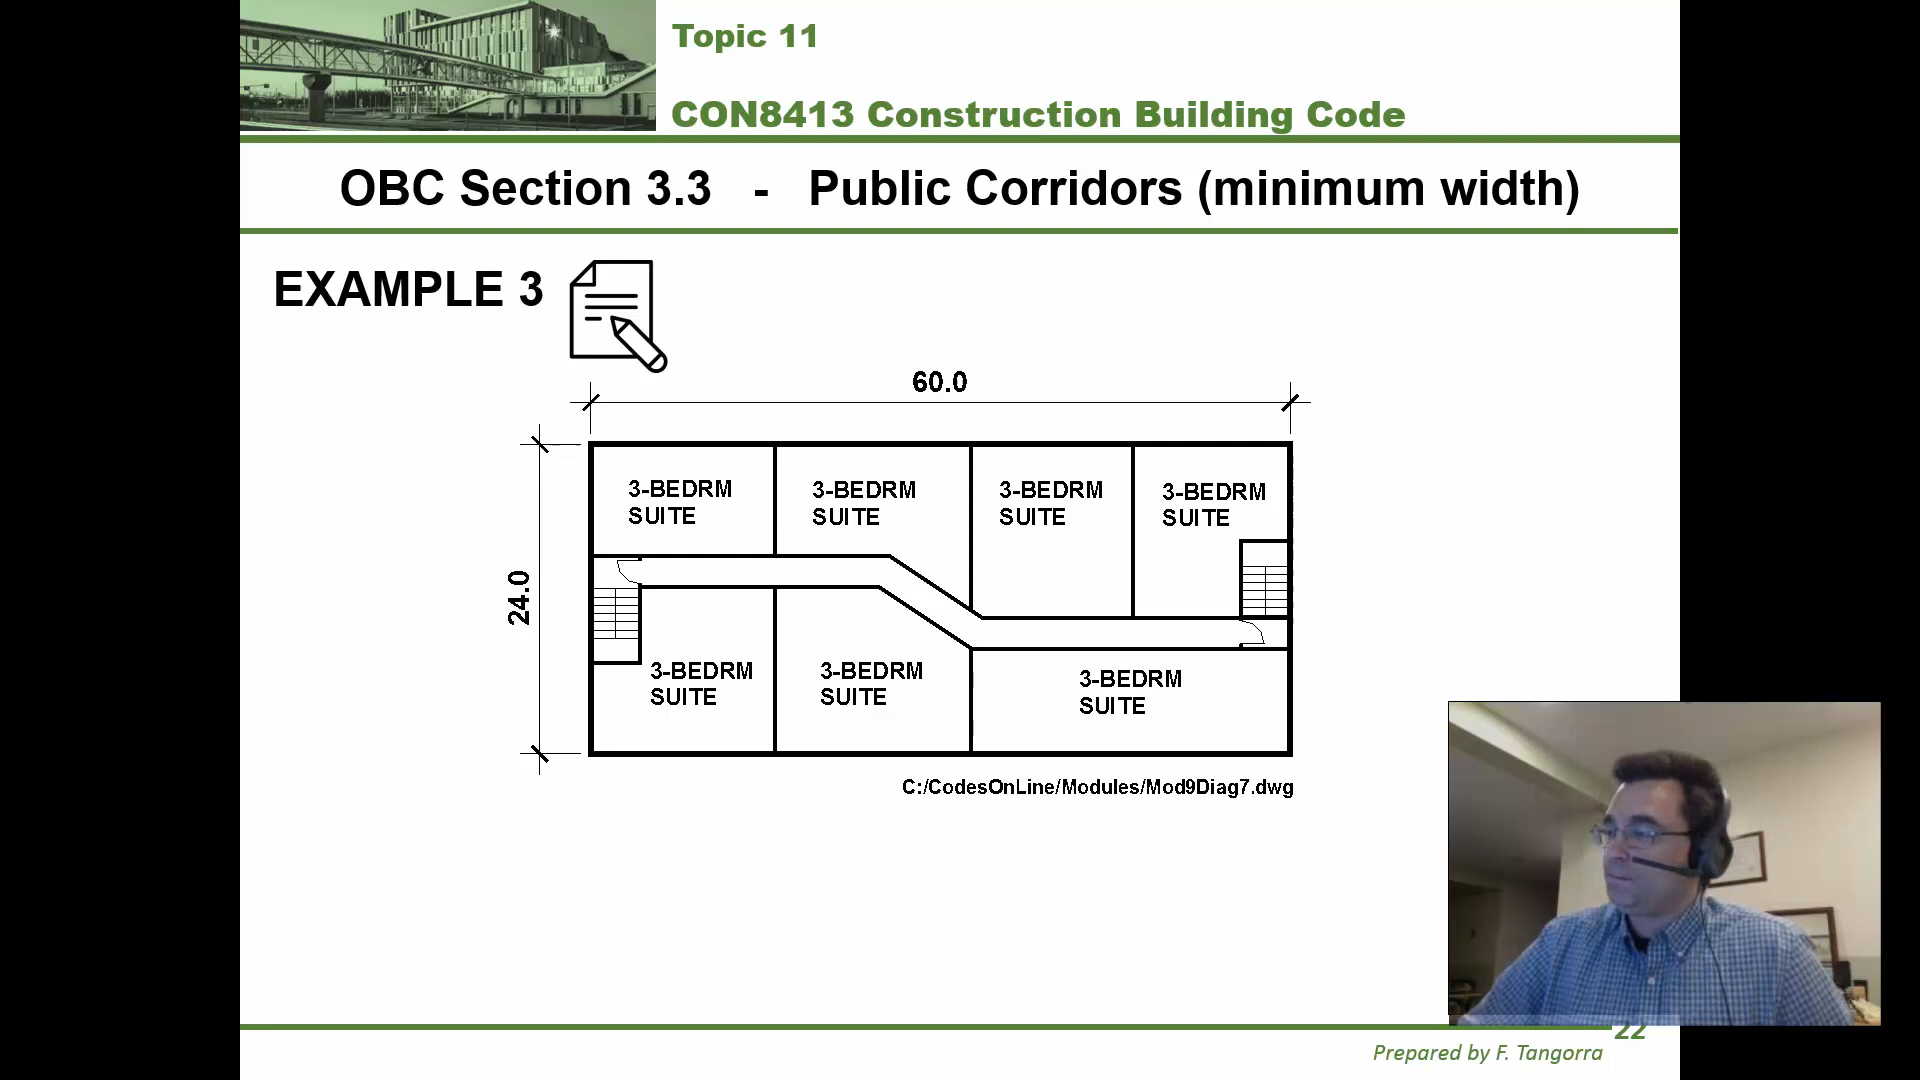 Topic 11
CON8413 Construction Building Code
OBC Section 3.3 - Public Corridors (minimum width)
EXAMPLE 3
60.0
24.0
3-BEDRM
SUITE
3-BEDRM
SUITE
3-BEDRM
SUITE
3-BEDRM
SUITE
3-BEDRM
SUITE
3-BEDRM
SUITE
3-BEDRM
SUITE
C:/CodesOnLine/Modules/Mod9Diag7.dwg
22
Prepared by F. Tangorra